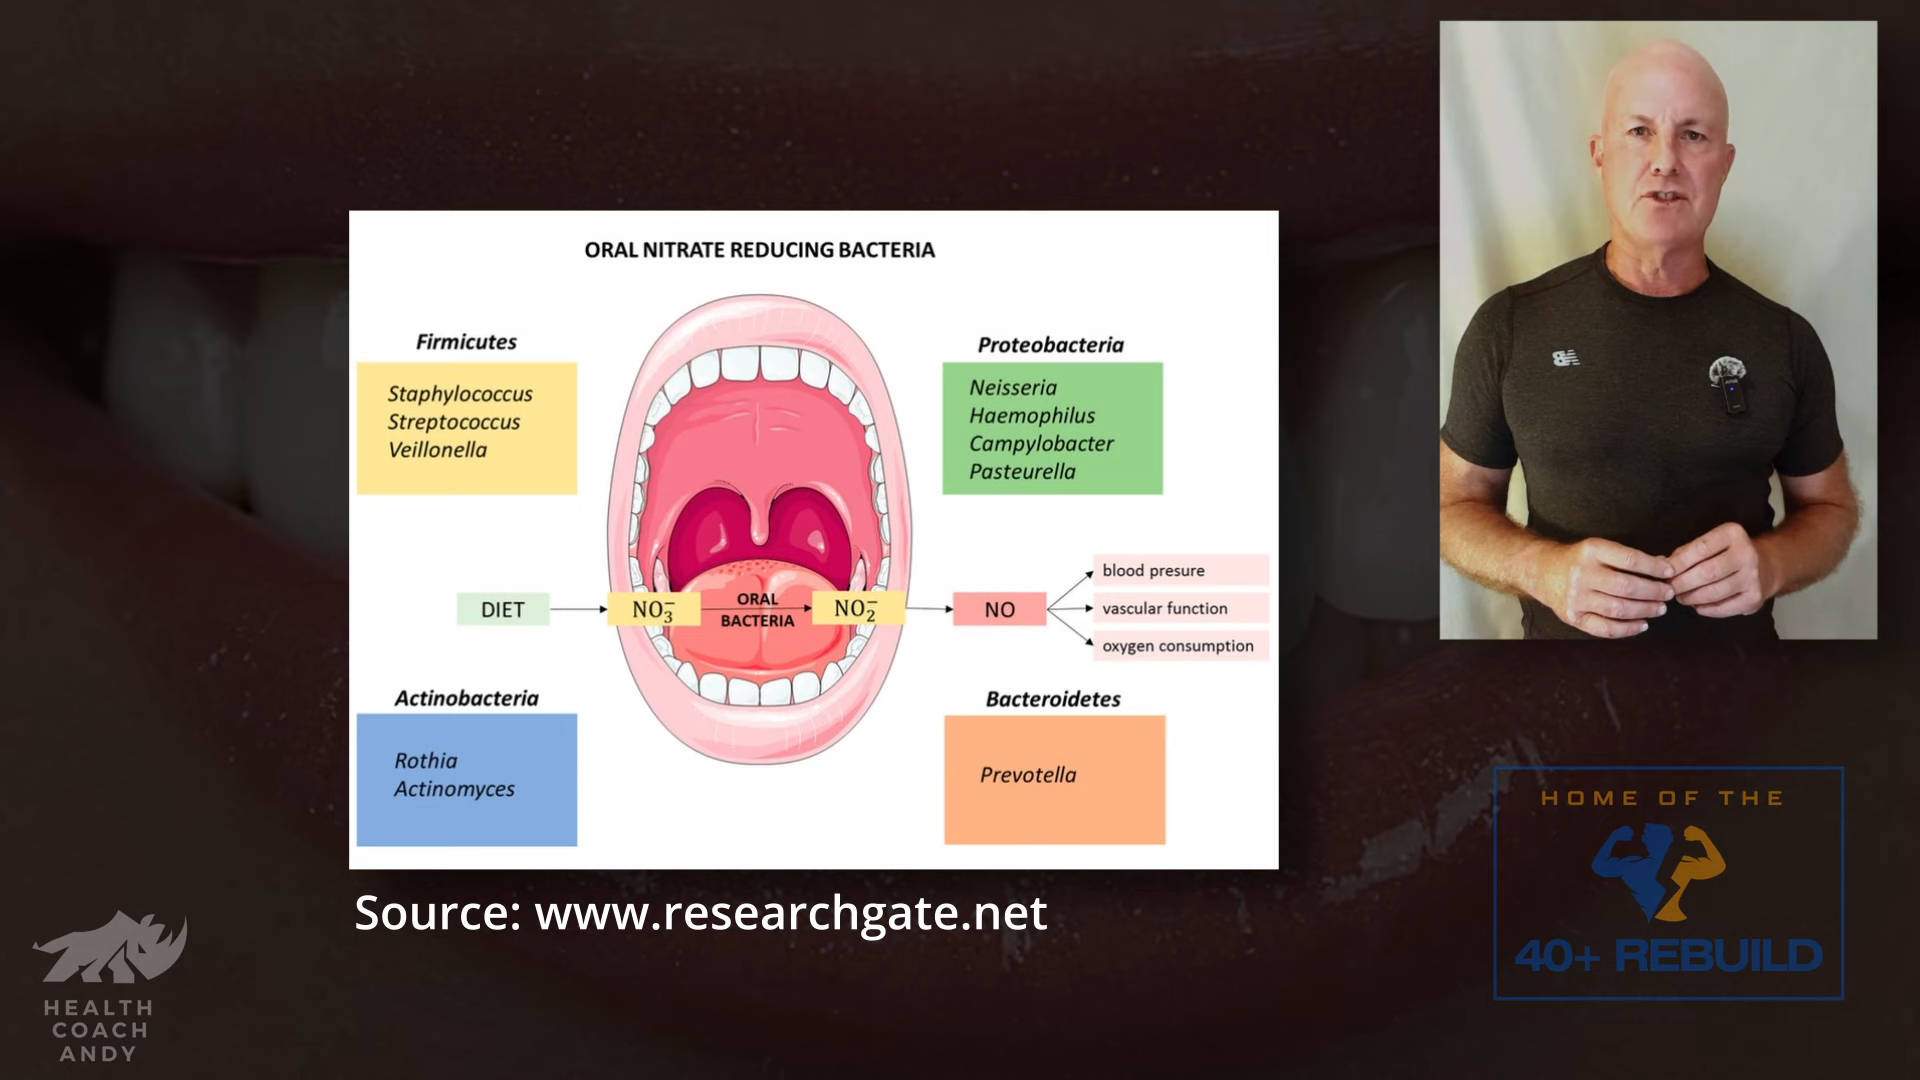 ORAL NITRATE REDUCING BACTERIA
Firmicutes
Staphylococcus
Streptococcus
Veillonella
Proteobacteria
Neisseria
Haemophilus
Campylobacter
Pasteurella
DIET
NO₃⁻
ORAL
BACTERIA
NO₂⁻
NO
blood presure
vascular function
oxygen consumption
Actinobacteria
Rothia
Actinomyces
Bacteroidetes
Prevotella
Source: www.researchgate.net
HEALTH
COACH
ANDY
HOME OF THE
40+ REBUILD